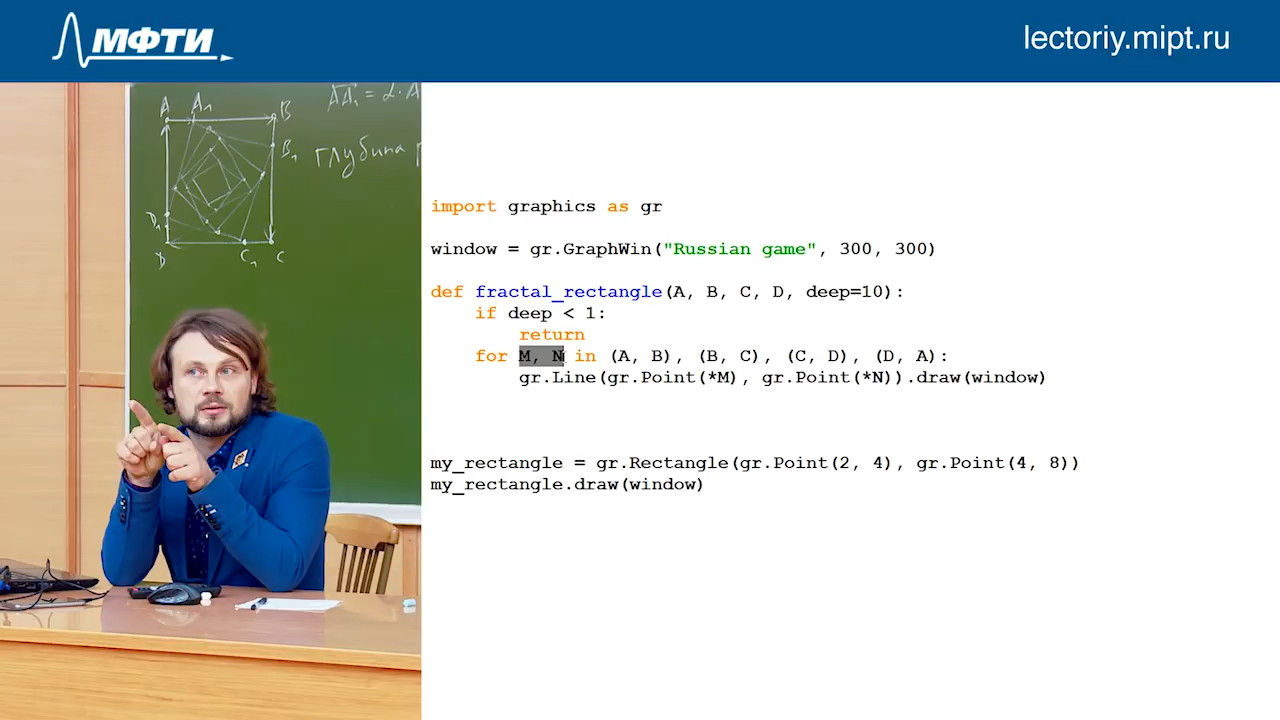 МФТИ
lectoriy.mipt.ru
A A₁ B
AA₁ = α · A
B₁
глубина
D₁
D C₁ C
import graphics as gr
window = gr.GraphWin("Russian game", 300, 300)
def fractal_rectangle(A, B, C, D, deep=10):
if deep < 1:
return
for M, N in (A, B), (B, C), (C, D), (D, A):
gr.Line(gr.Point(*M), gr.Point(*N)).draw(window)
my_rectangle = gr.Rectangle(gr.Point(2, 4), gr.Point(4, 8))
my_rectangle.draw(window)